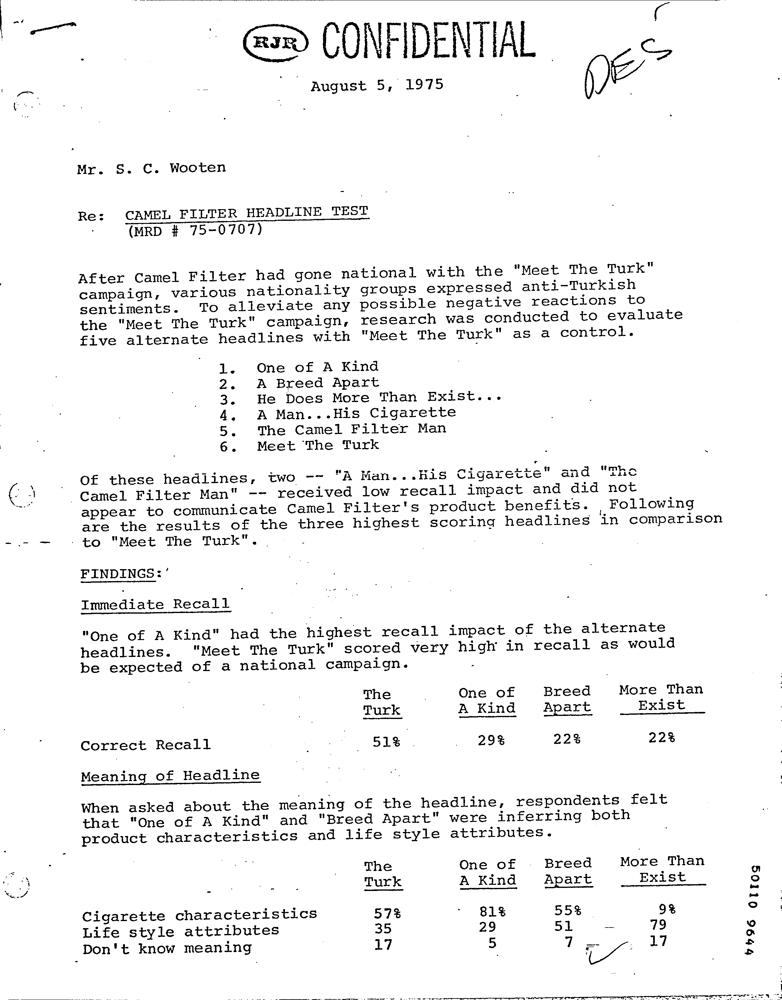 RJR CONFIDENTIAL
DES
August 5, 1975
Mr. S. C. Wooten
Re: CAMEL FILTER HEADLINE TEST
(MRD # 75-0707)
After Camel Filter had gone national with the "Meet The Turk"
campaign, various nationality groups expressed anti-Turkish
sentiments. To alleviate any possible negative reactions to
the "Meet The Turk" campaign, research was conducted to evaluate
five alternate headlines with "Meet The Turk" as a control.
1. One of A Kind
2. A Breed Apart
3. He Does More Than Exist...
4. A Man...His Cigarette
5. The Camel Filter Man
6. Meet The Turk
Of these headlines, two -- "A Man...His Cigarette" and "The
Camel Filter Man" -- received low recall impact and did not
appear to communicate Camel Filter's product benefits. Following
are the results of the three highest scoring headlines in comparison
to "Meet The Turk".
FINDINGS:
Immediate Recall
"One of A Kind" had the highest recall impact of the alternate
headlines. "Meet The Turk" scored very high in recall as would
be expected of a national campaign.
The One of Breed More Than
Turk A Kind Apart Exist
Correct Recall 51% 29% 22% 22%
Meaning of Headline
When asked about the meaning of the headline, respondents felt
that "One of A Kind" and "Breed Apart" were inferring both
product characteristics and life style attributes.
The One of Breed More Than
Turk A Kind Apart Exist
Cigarette characteristics 57% 81% 55% 9%
Life style attributes 35 29 51 79
Don't know meaning 17 5 7 17
50110 9644